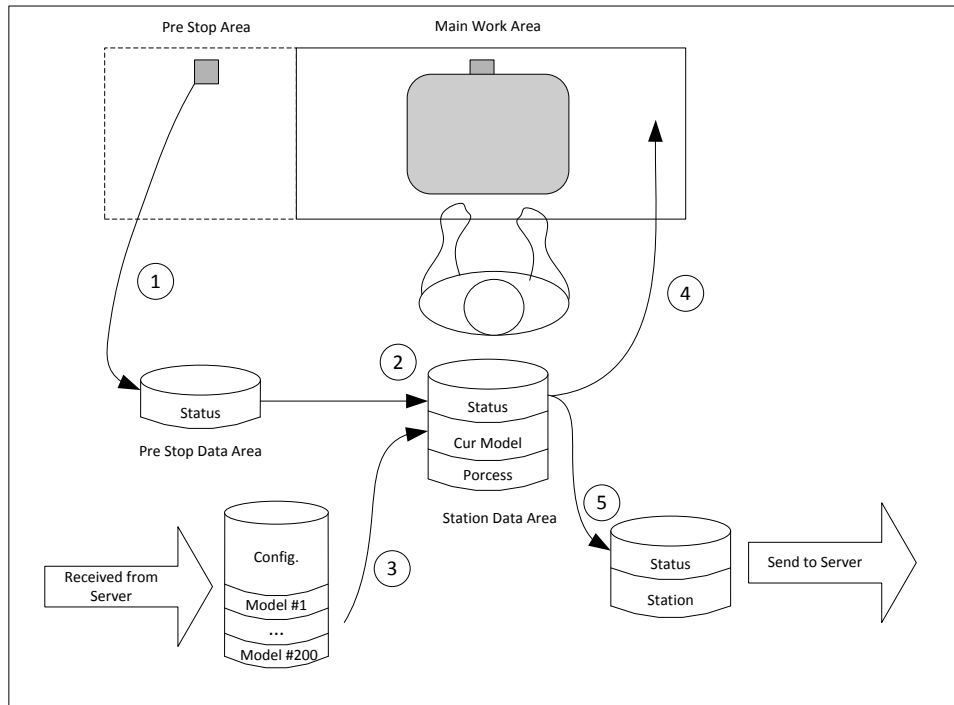 Pre Stop Area
Main Work Area
1
4
2
Status
Pre Stop Data Area
Status
Cur Model
Porcess
Station Data Area
Received from
Server
Config.
Model #1
...
Model #200
3
5
Status
Station
Send to Server